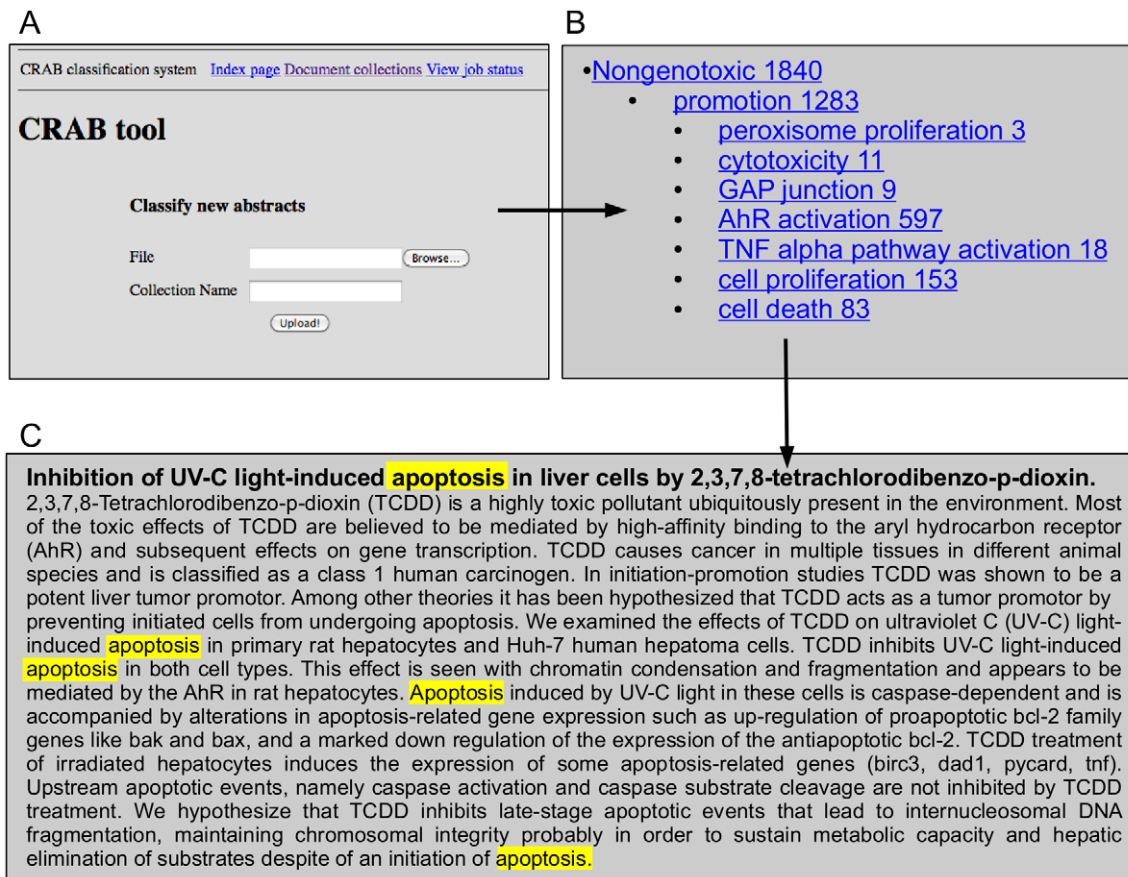 A
CRAB classification system Index page Document collections View job status
CRAB tool
Classify new abstracts
File Browse...
Collection Name
Upload!
B
•Nongenotoxic 1840
• promotion 1283
• peroxisome proliferation 3
• cytotoxicity 11
• GAP junction 9
• AhR activation 597
• TNF alpha pathway activation 18
• cell proliferation 153
• cell death 83
C
Inhibition of UV-C light-induced apoptosis in liver cells by 2,3,7,8-tetrachlorodibenzo-p-dioxin.
2,3,7,8-Tetrachlorodibenzo-p-dioxin (TCDD) is a highly toxic pollutant ubiquitously present in the environment. Most
of the toxic effects of TCDD are believed to be mediated by high-affinity binding to the aryl hydrocarbon receptor
(AhR) and subsequent effects on gene transcription. TCDD causes cancer in multiple tissues in different animal
species and is classified as a class 1 human carcinogen. In initiation-promotion studies TCDD was shown to be a
potent liver tumor promotor. Among other theories it has been hypothesized that TCDD acts as a tumor promotor by
preventing initiated cells from undergoing apoptosis. We examined the effects of TCDD on ultraviolet C (UV-C) light-
induced apoptosis in primary rat hepatocytes and Huh-7 human hepatoma cells. TCDD inhibits UV-C light-induced
apoptosis in both cell types. This effect is seen with chromatin condensation and fragmentation and appears to be
mediated by the AhR in rat hepatocytes. Apoptosis induced by UV-C light in these cells is caspase-dependent and is
accompanied by alterations in apoptosis-related gene expression such as up-regulation of proapoptotic bcl-2 family
genes like bak and bax, and a marked down regulation of the expression of the antiapoptotic bcl-2. TCDD treatment
of irradiated hepatocytes induces the expression of some apoptosis-related genes (birc3, dad1, pycard, tnf).
Upstream apoptotic events, namely caspase activation and caspase substrate cleavage are not inhibited by TCDD
treatment. We hypothesize that TCDD inhibits late-stage apoptotic events that lead to internucleosomal DNA
fragmentation, maintaining chromosomal integrity probably in order to sustain metabolic capacity and hepatic
elimination of substrates despite of an initiation of apoptosis.